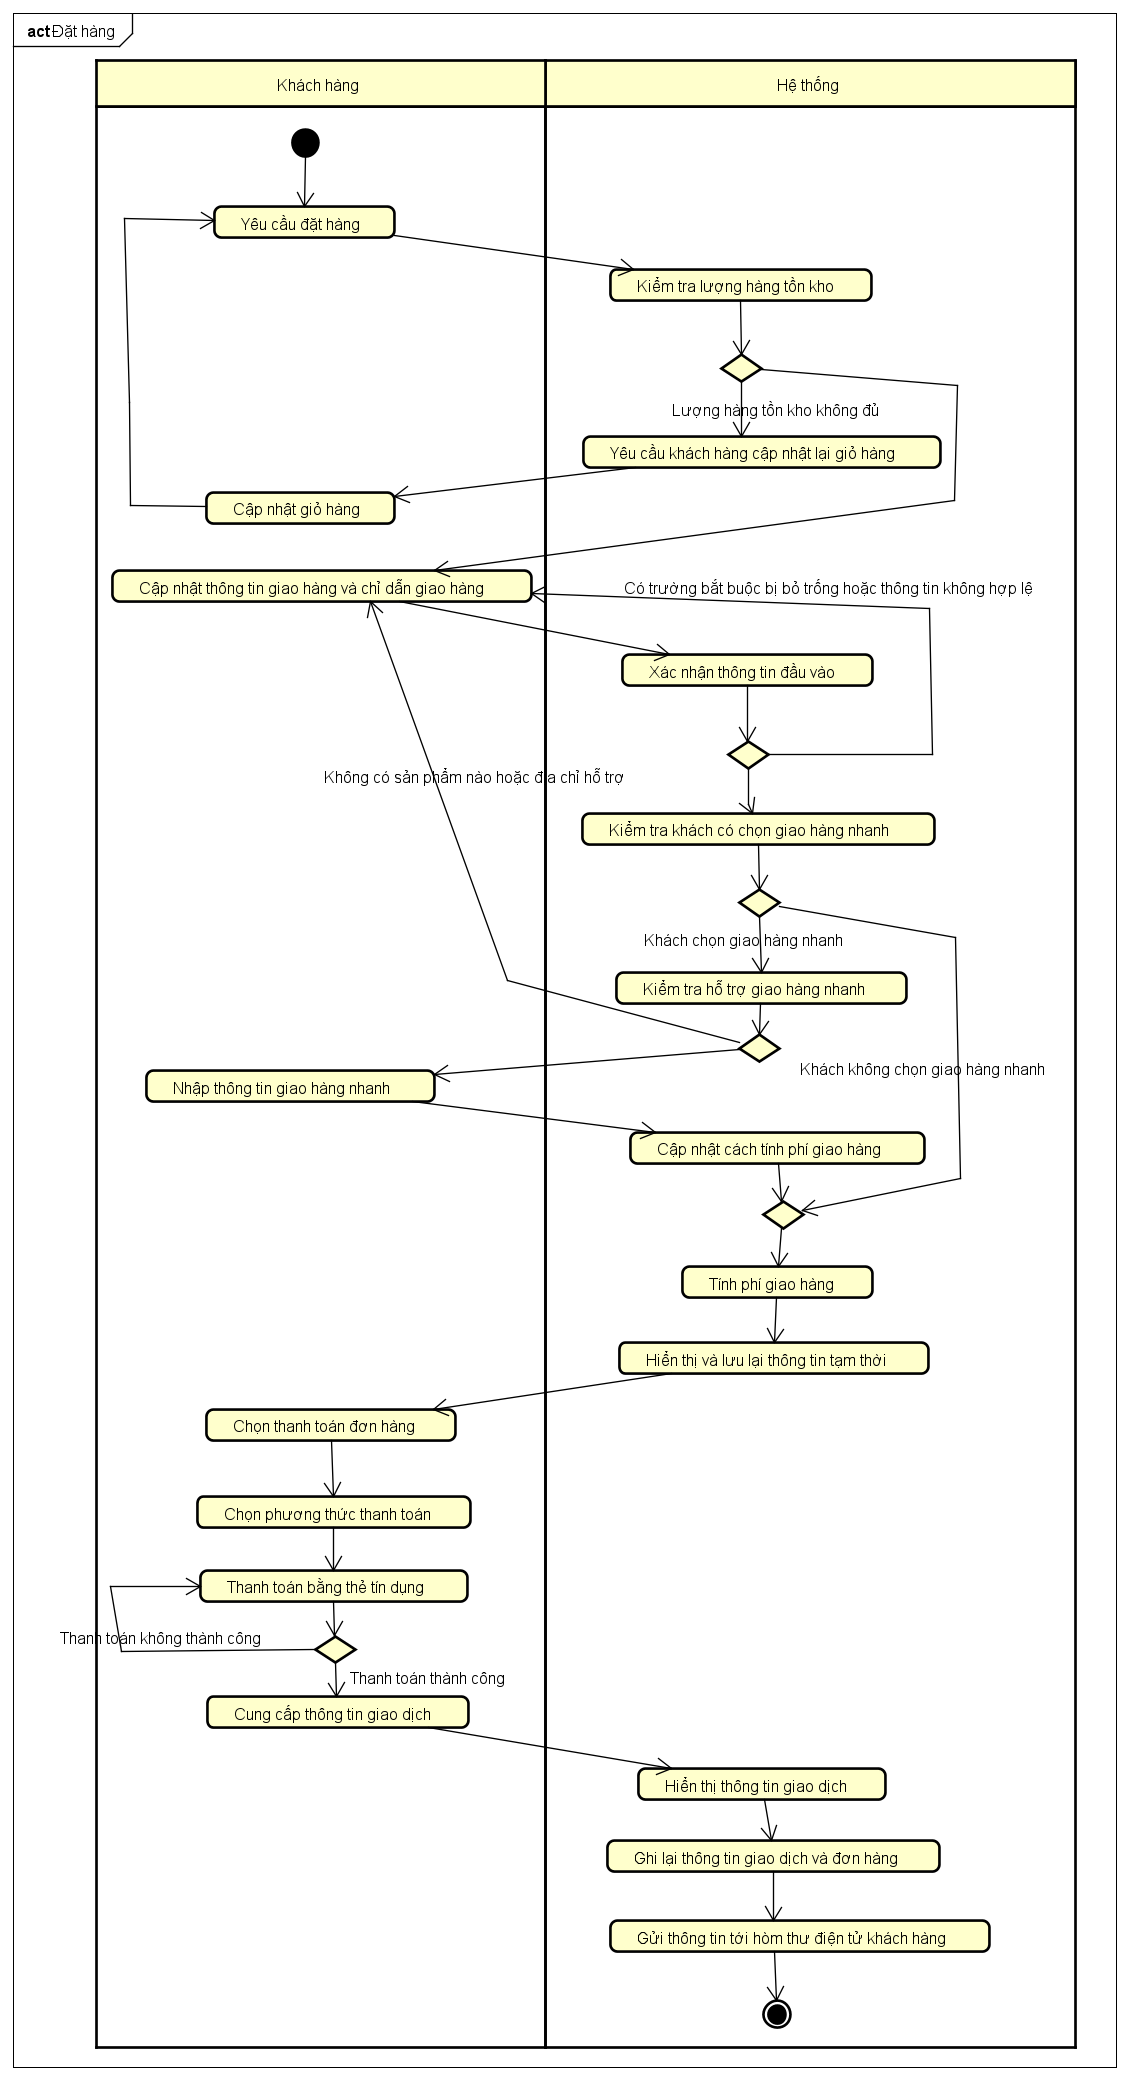 act Đặt hàng
Khách hàng
Hệ thống
Yêu cầu đặt hàng
Kiểm tra lượng hàng tồn kho
Lượng hàng tồn kho không đủ
Yêu cầu khách hàng cập nhật lại giỏ hàng
Cập nhật giỏ hàng
Cập nhật thông tin giao hàng và chỉ dẫn giao hàng
Có trường bắt buộc bị bỏ trống hoặc thông tin không hợp lệ
Xác nhận thông tin đầu vào
Không có sản phẩm nào hoặc địa chỉ hỗ trợ
Kiểm tra khách có chọn giao hàng nhanh
Khách chọn giao hàng nhanh
Kiểm tra hỗ trợ giao hàng nhanh
Khách không chọn giao hàng nhanh
Nhập thông tin giao hàng nhanh
Cập nhật cách tính phí giao hàng
Tính phí giao hàng
Hiển thị và lưu lại thông tin tạm thời
Chọn thanh toán đơn hàng
Chọn phương thức thanh toán
Thanh toán bằng thẻ tín dụng
Thanh toán không thành công
Thanh toán thành công
Cung cấp thông tin giao dịch
Hiển thị thông tin giao dịch
Ghi lại thông tin giao dịch và đơn hàng
Gửi thông tin tới hòm thư điện tử khách hàng